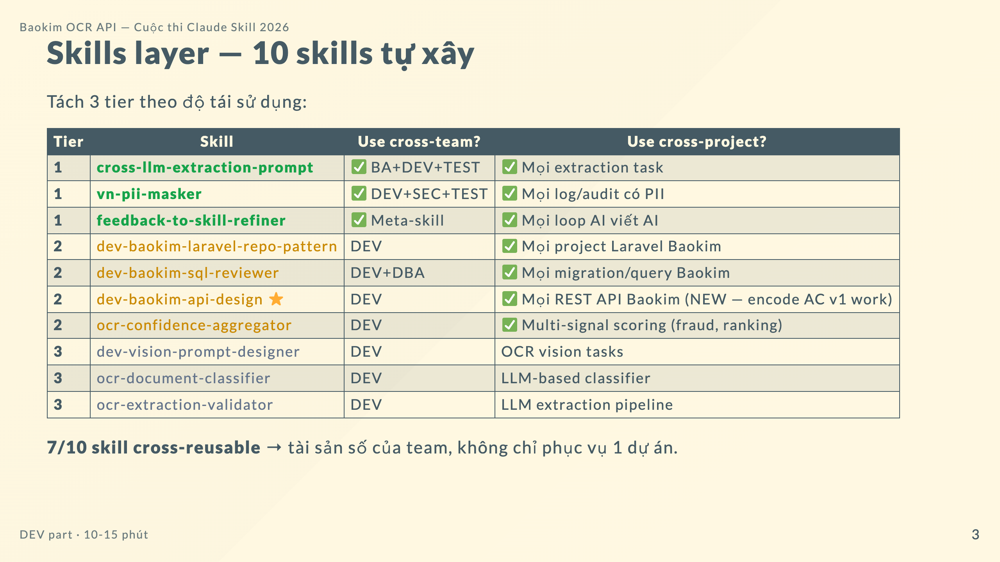 Baokim OCR API — Cuộc thi Claude Skill 2026
Skills layer — 10 skills tự xây
Tách 3 tier theo độ tái sử dụng:
Tier Skill Use cross-team? Use cross-project?
1 cross-llm-extraction-prompt ✅ BA+DEV+TEST ✅ Mọi extraction task
1 vn-pii-masker ✅ DEV+SEC+TEST ✅ Mọi log/audit có PII
1 feedback-to-skill-refiner ✅ Meta-skill ✅ Mọi loop AI viết AI
2 dev-baokim-laravel-repo-pattern DEV ✅ Mọi project Laravel Baokim
2 dev-baokim-sql-reviewer DEV+DBA ✅ Mọi migration/query Baokim
2 dev-baokim-api-design ⭐ DEV ✅ Mọi REST API Baokim (NEW — encode AC v1 work)
2 ocr-confidence-aggregator DEV ✅ Multi-signal scoring (fraud, ranking)
3 dev-vision-prompt-designer DEV OCR vision tasks
3 ocr-document-classifier DEV LLM-based classifier
3 ocr-extraction-validator DEV LLM extraction pipeline
7/10 skill cross-reusable → tài sản số của team, không chỉ phục vụ 1 dự án.
DEV part · 10-15 phút
3